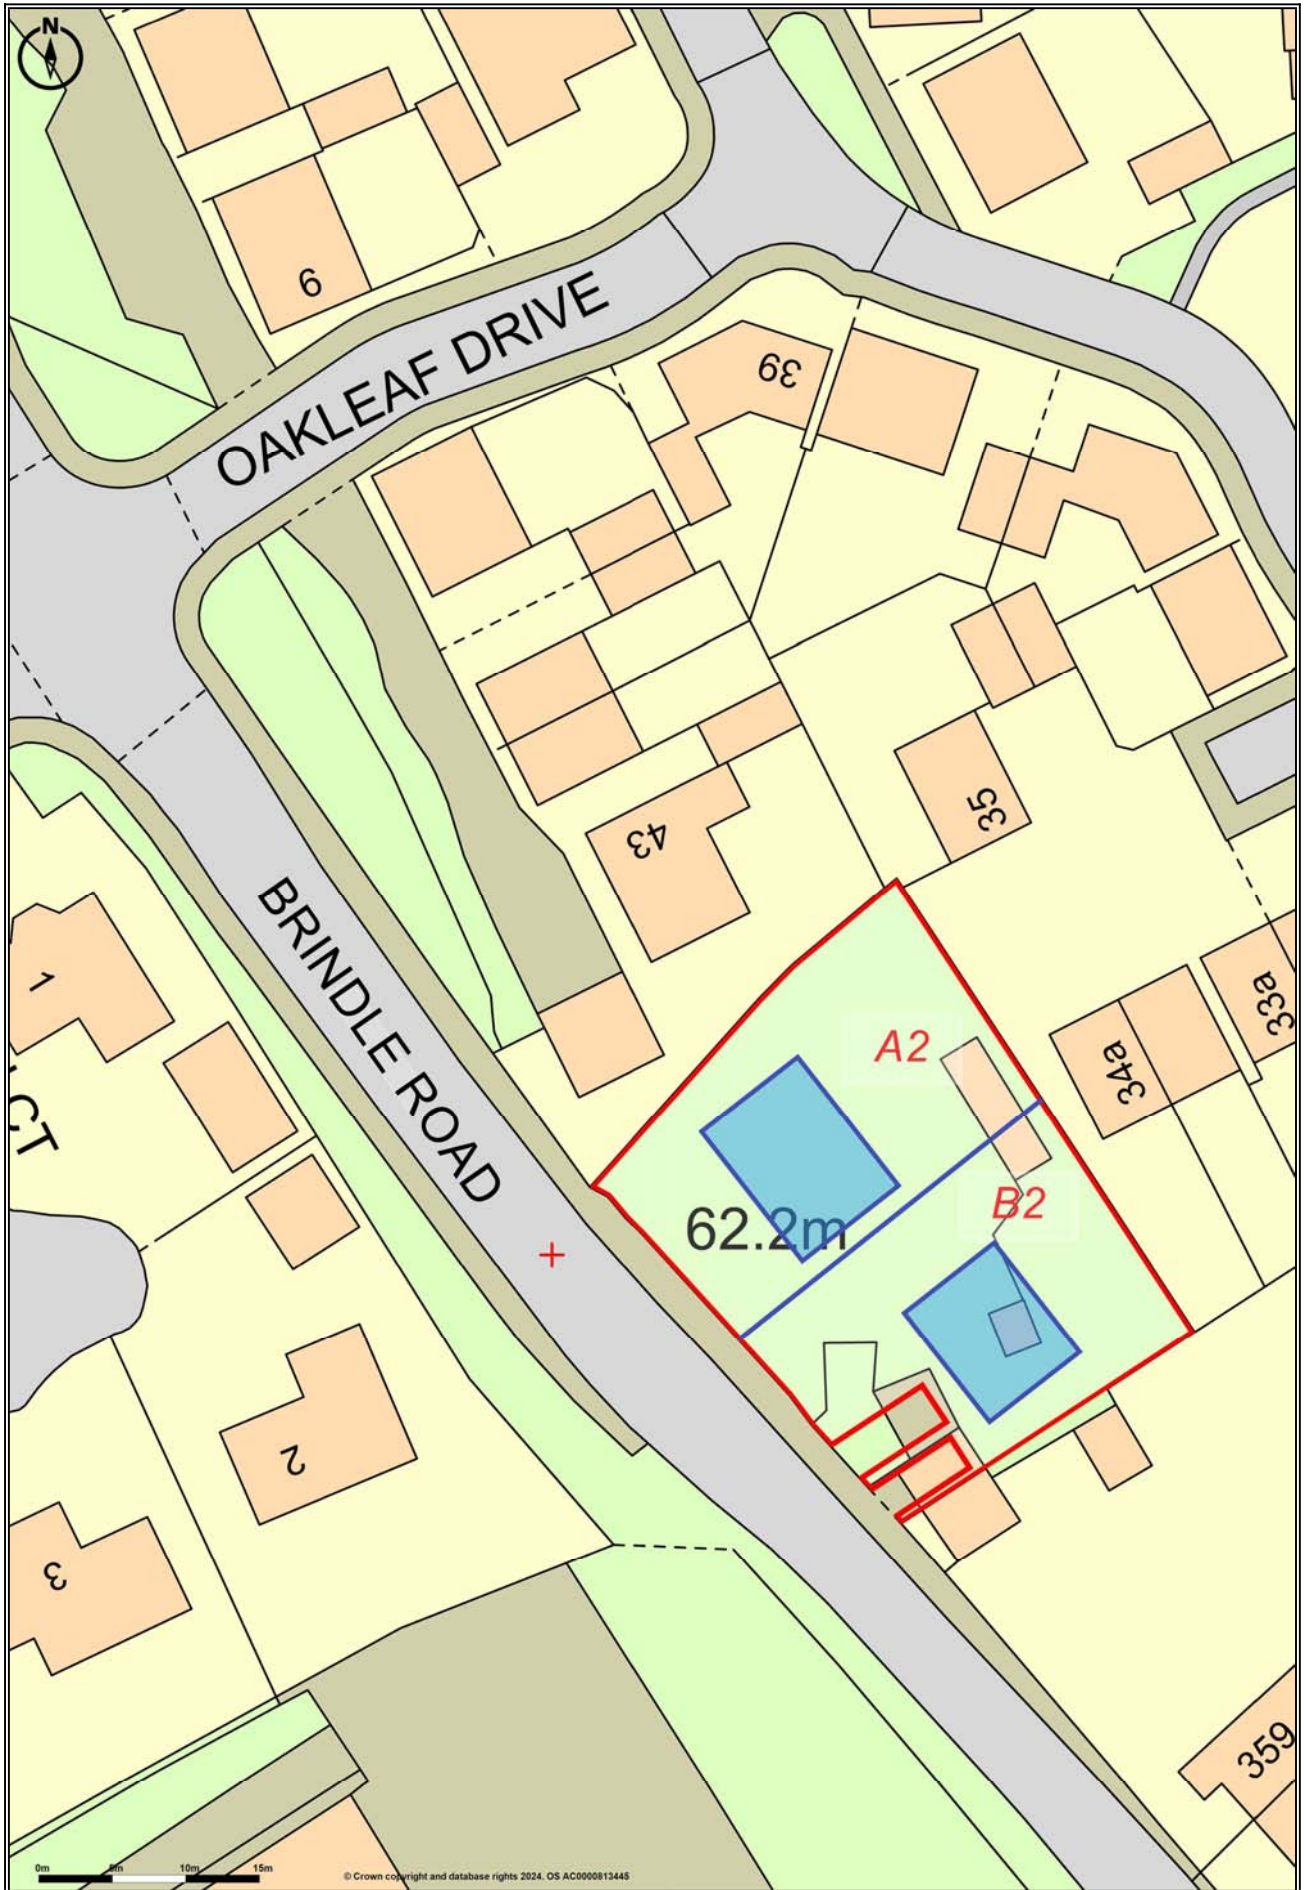 N
9
OAKLEAF DRIVE
39
43
35
BRINDLE ROAD
1
CT
A2
34a
33a
B2
62.2m
2
3
359
0m 5m 10m 15m
© Crown copyright and database rights 2024. OS AC0000813445